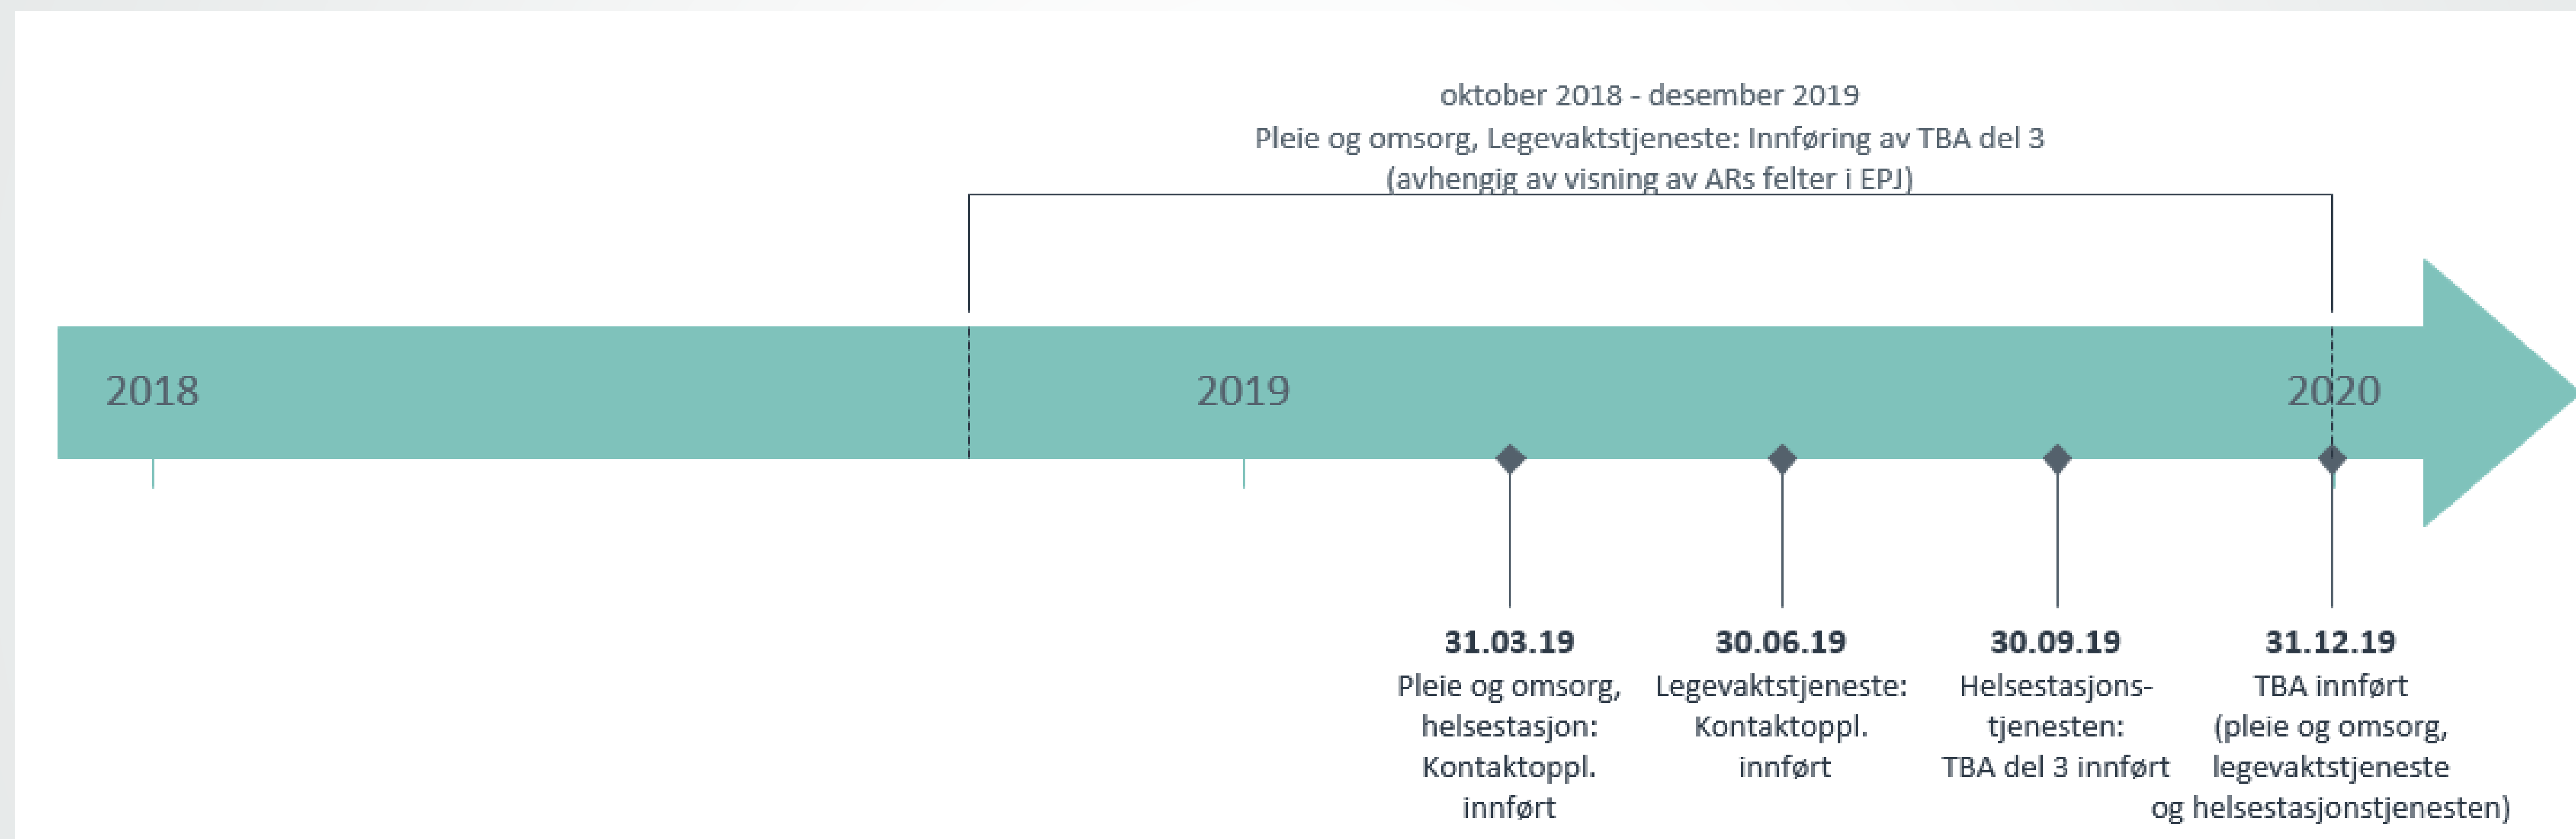 oktober 2018 - desember 2019
Pleie og omsorg, Legevaktstjeneste: Innføring av TBA del 3
(avhengig av visning av ARs felter i EPJ)
2018
2019
2020
31.03.19
Pleie og omsorg,
helsestasjon:
Kontaktoppl.
innført
30.06.19
Legevaktstjeneste:
Kontaktoppl.
innført
30.09.19
Helsestasjons-
tjenesten:
TBA del 3 innført
31.12.19
TBA innført
(pleie og omsorg,
legevaktstjeneste
og helsestasjonstjenesten)